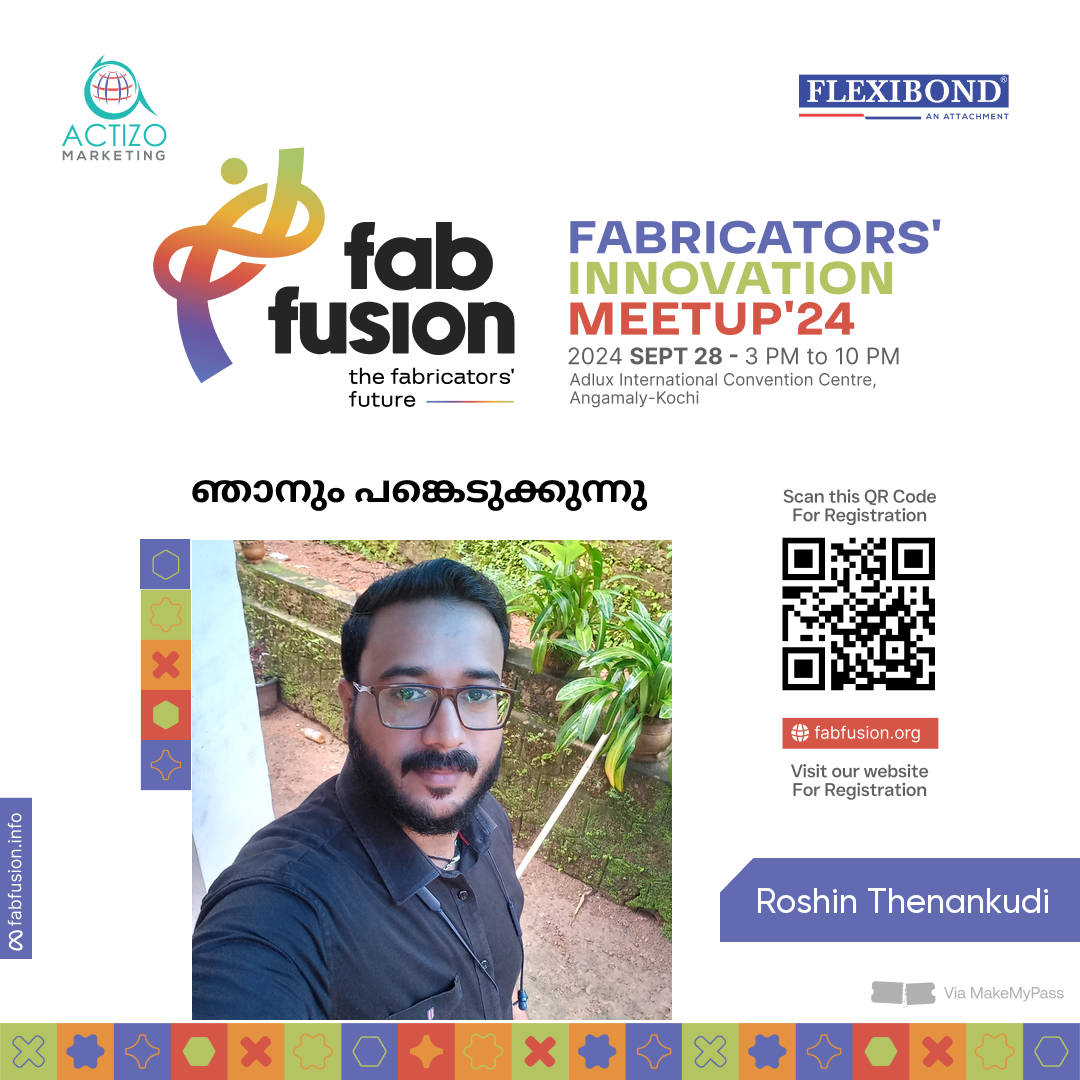 ACTIZO
MARKETING
FLEXIBOND®
AN ATTACHMENT
fab
fusion
the fabricators'
future
FABRICATORS'
INNOVATION
MEETUP'24
2024 SEPT 28 - 3 PM to 10 PM
Adlux International Convention Centre,
Angamaly-Kochi
ഞാനും പങ്കെടുക്കുന്നു
Scan this QR Code
For Registration
fabfusion.org
Visit our website
For Registration
fabfusion.info
Roshin Thenankudi
Via MakeMyPass